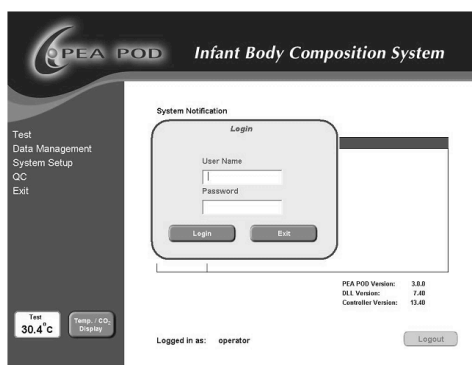 PEA POD Infant Body Composition System
System Notification
Login
Test
Data Management
System Setup
QC
Exit
User Name
Password
Login Exit
PEA POD Version: 3.0.0
DLL Version: 7.40
Controller Version: 13.40
Test
30.4°C
Temp. / CO2
Display
Logged in as: operator
Logout